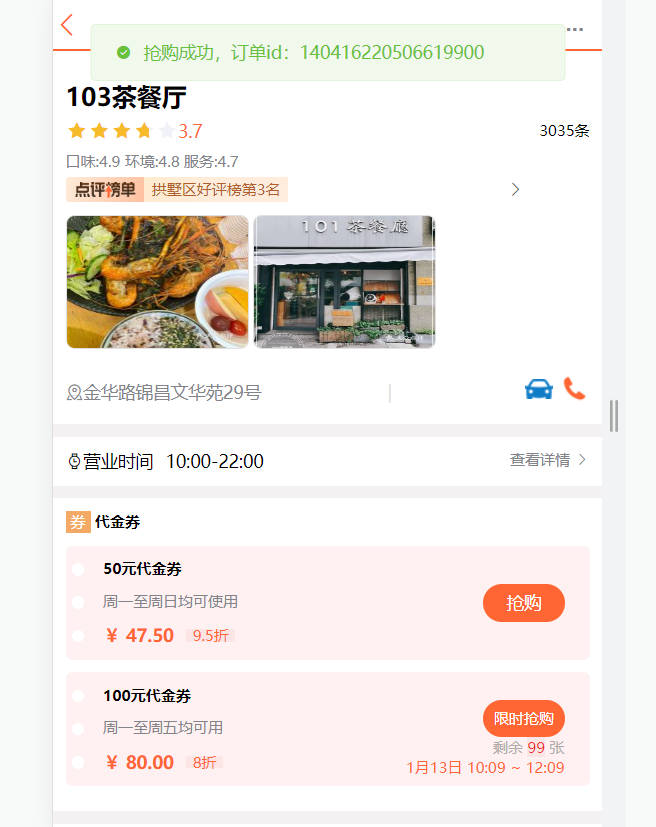 抢购成功，订单id：140416220506619900
103茶餐厅
3.7
3035条
口味:4.9 环境:4.8 服务:4.7
点评榜单 拱墅区好评榜第3名
101 茶餐廳
金华路锦昌文华苑29号
营业时间 10:00-22:00
查看详情
券 代金券
50元代金券
周一至周日均可使用
抢购
￥ 47.50 9.5折
100元代金券
周一至周五均可用
限时抢购
剩余 99 张
￥ 80.00 8折
1月13日 10:09 ~ 12:09